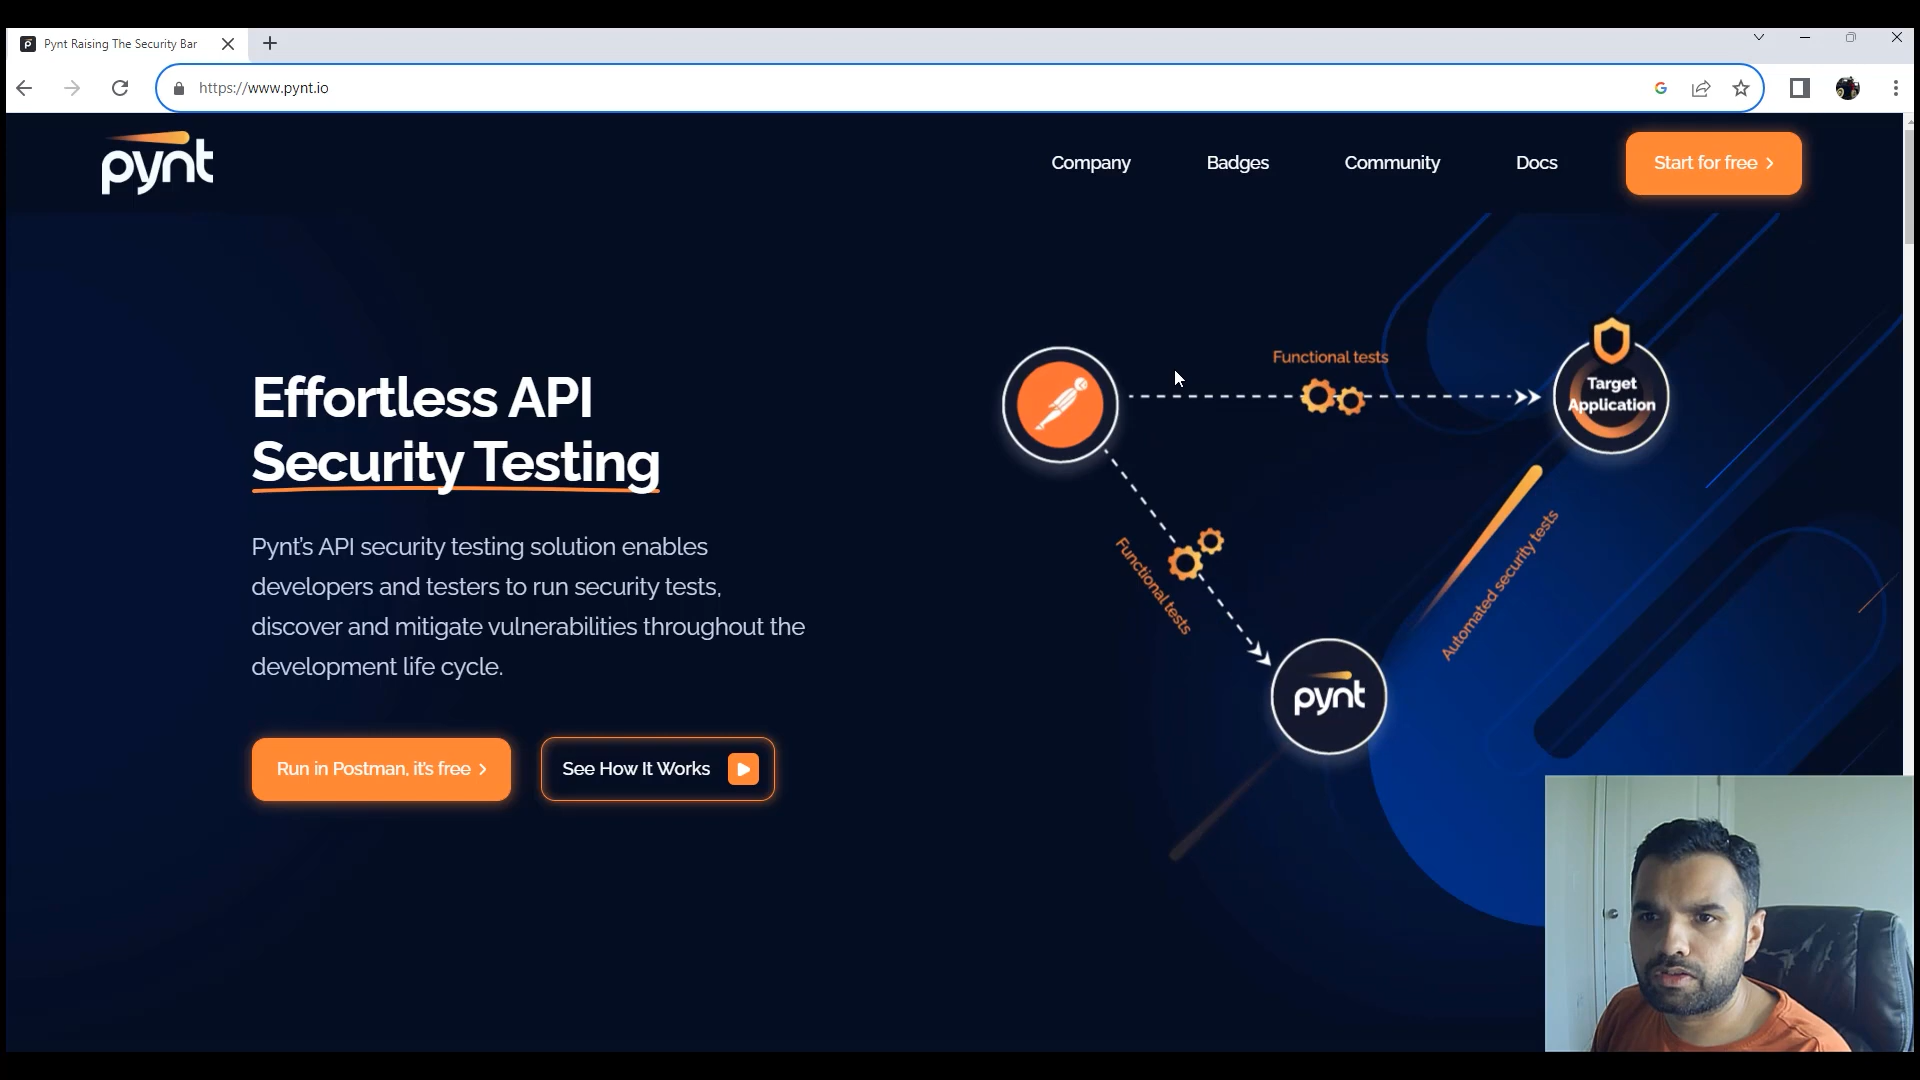 Pynt Raising The Security Bar
https://www.pynt.io
pynt
Company
Badges
Community
Docs
Start for free
Effortless API
Security Testing
Pynt's API security testing solution enables
developers and testers to run security tests,
discover and mitigate vulnerabilities throughout the
development life cycle.
Run in Postman, it's free
See How It Works
Functional tests
Target
Application
Functional tests
Automated security tests
pynt